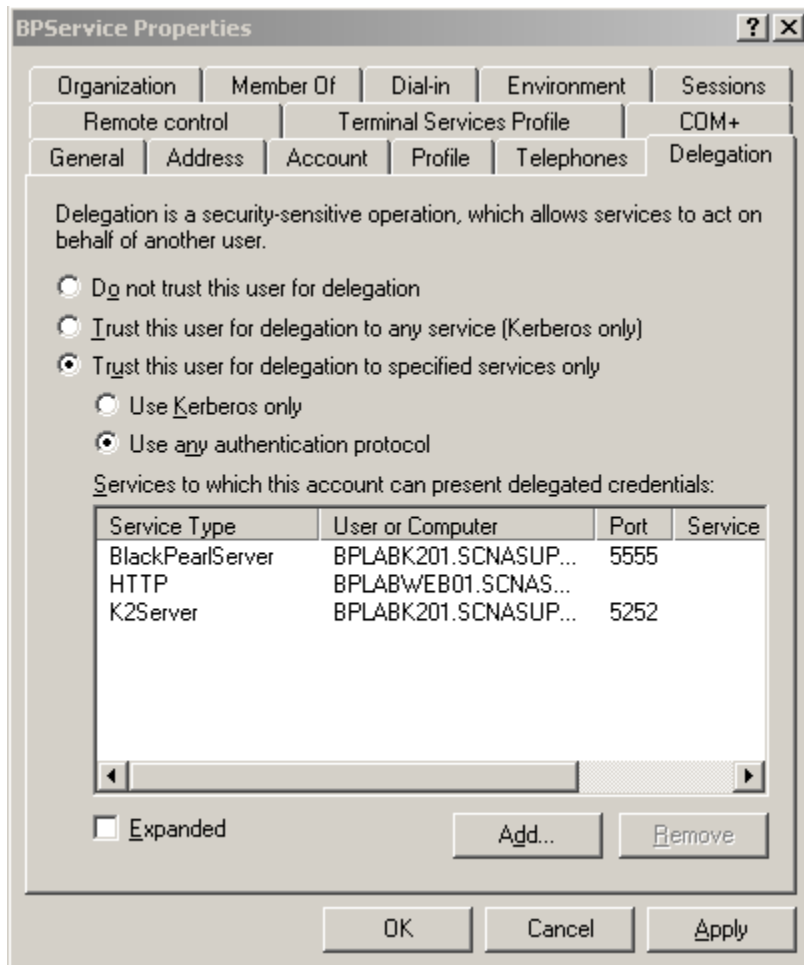 BPService Properties
Organization Member Of Dial-in Environment Sessions
Remote control Terminal Services Profile COM+
General Address Account Profile Telephones Delegation
Delegation is a security-sensitive operation, which allows services to act on
behalf of another user.
Do not trust this user for delegation
Trust this user for delegation to any service (Kerberos only)
Trust this user for delegation to specified services only
Use Kerberos only
Use any authentication protocol
Services to which this account can present delegated credentials:
Service Type User or Computer Port Service
BlackPearlServer BPLABK201.SCNASUP... 5555
HTTP BPLABWEB01.SCNAS...
K2Server BPLABK201.SCNASUP... 5252
Expanded Add... Remove
OK Cancel Apply